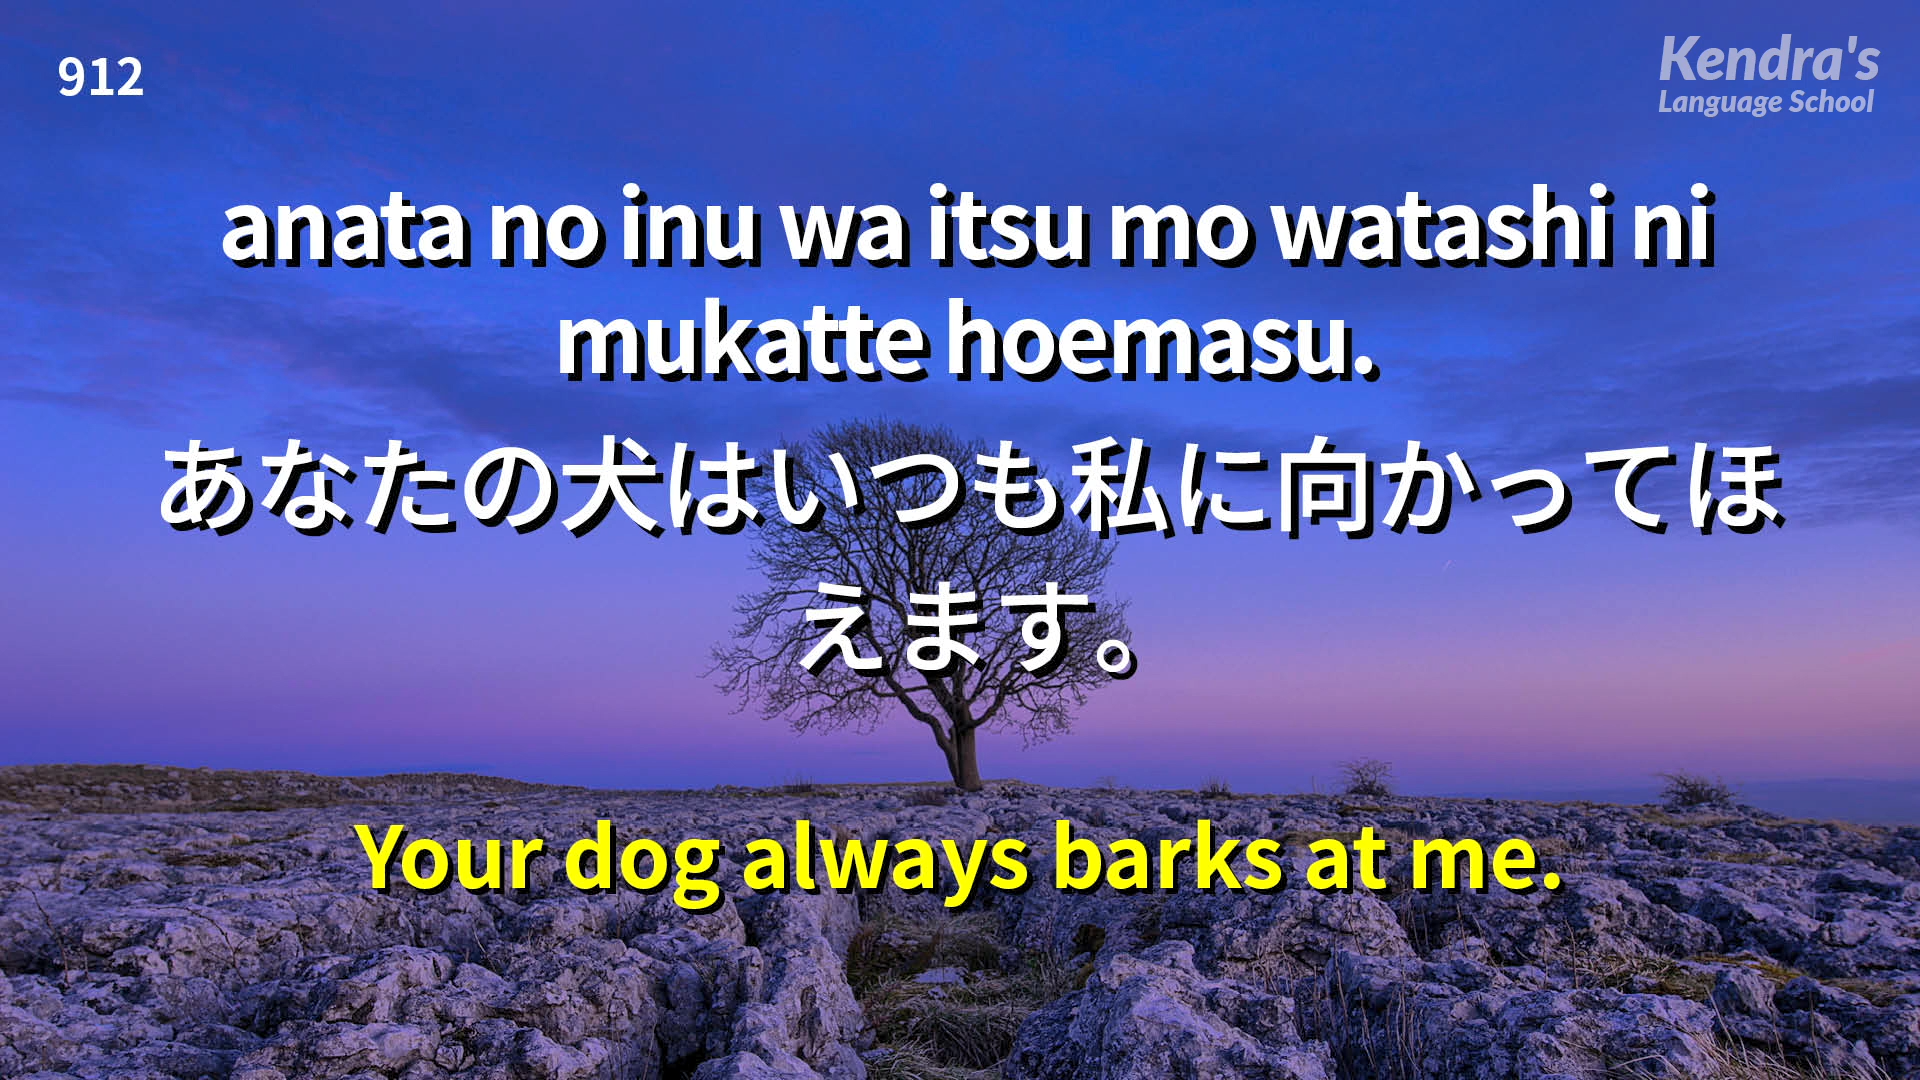 912
Kendra's
Language School
anata no inu wa itsu mo watashi ni
mukatte hoemasu.
あなたの犬はいつも私に向かってほ
えます。
Your dog always barks at me.